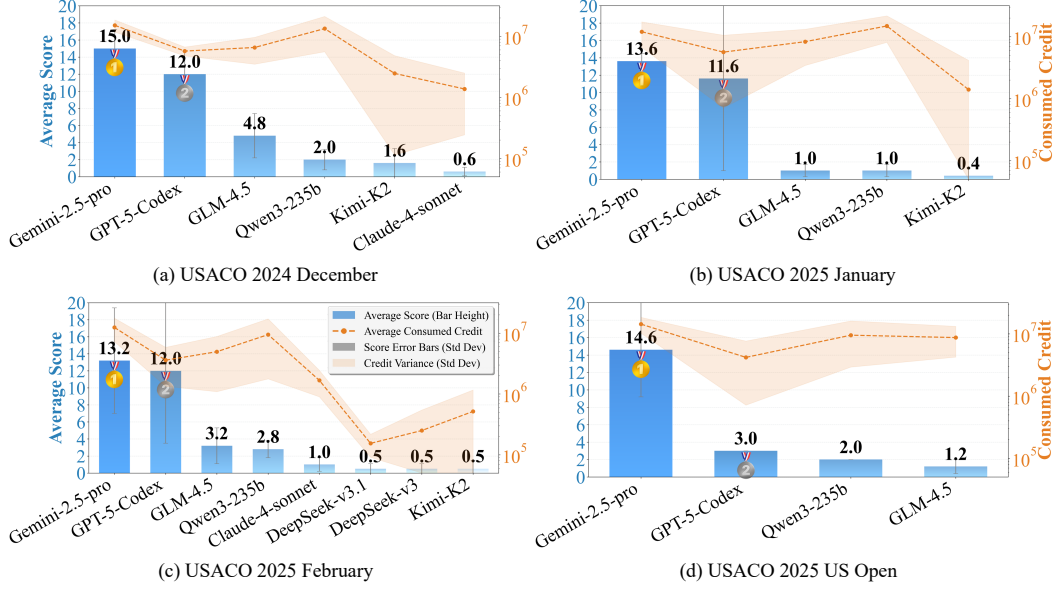 Average Score
20
18
16
14
12
10
8
6
4
2
0
15.0
12.0
4.8
2.0
1.6
0.6
1
2
10^7
10^6
10^5
Gemini-2.5-pro
GPT-5-Codex
GLM-4.5
Qwen3-235b
Kimi-K2
Claude-4-sonnet
(a) USACO 2024 December
20
18
16
14
12
10
8
6
4
2
0
13.6
11.6
1.0
1.0
0.4
1
2
10^7
10^6
10^5
Consumed Credit
Gemini-2.5-pro
GPT-5-Codex
GLM-4.5
Qwen3-235b
Kimi-K2
(b) USACO 2025 January
Average Score
20
18
16
14
12
10
8
6
4
2
0
13.2
12.0
3.2
2.8
1.0
0.5
0.5
0.5
1
2
Average Score (Bar Height)
Average Consumed Credit
Score Error Bars (Std Dev)
Credit Variance (Std Dev)
10^7
10^6
10^5
Gemini-2.5-pro
GPT-5-Codex
GLM-4.5
Qwen3-235b
Claude-4-sonnet
DeepSeek-v3.1
DeepSeek-v3
Kimi-K2
(c) USACO 2025 February
20
18
16
14
12
10
8
6
4
2
0
14.6
3.0
2.0
1.2
1
2
10^7
10^6
10^5
Consumed Credit
Gemini-2.5-pro
GPT-5-Codex
Qwen3-235b
GLM-4.5
(d) USACO 2025 US Open